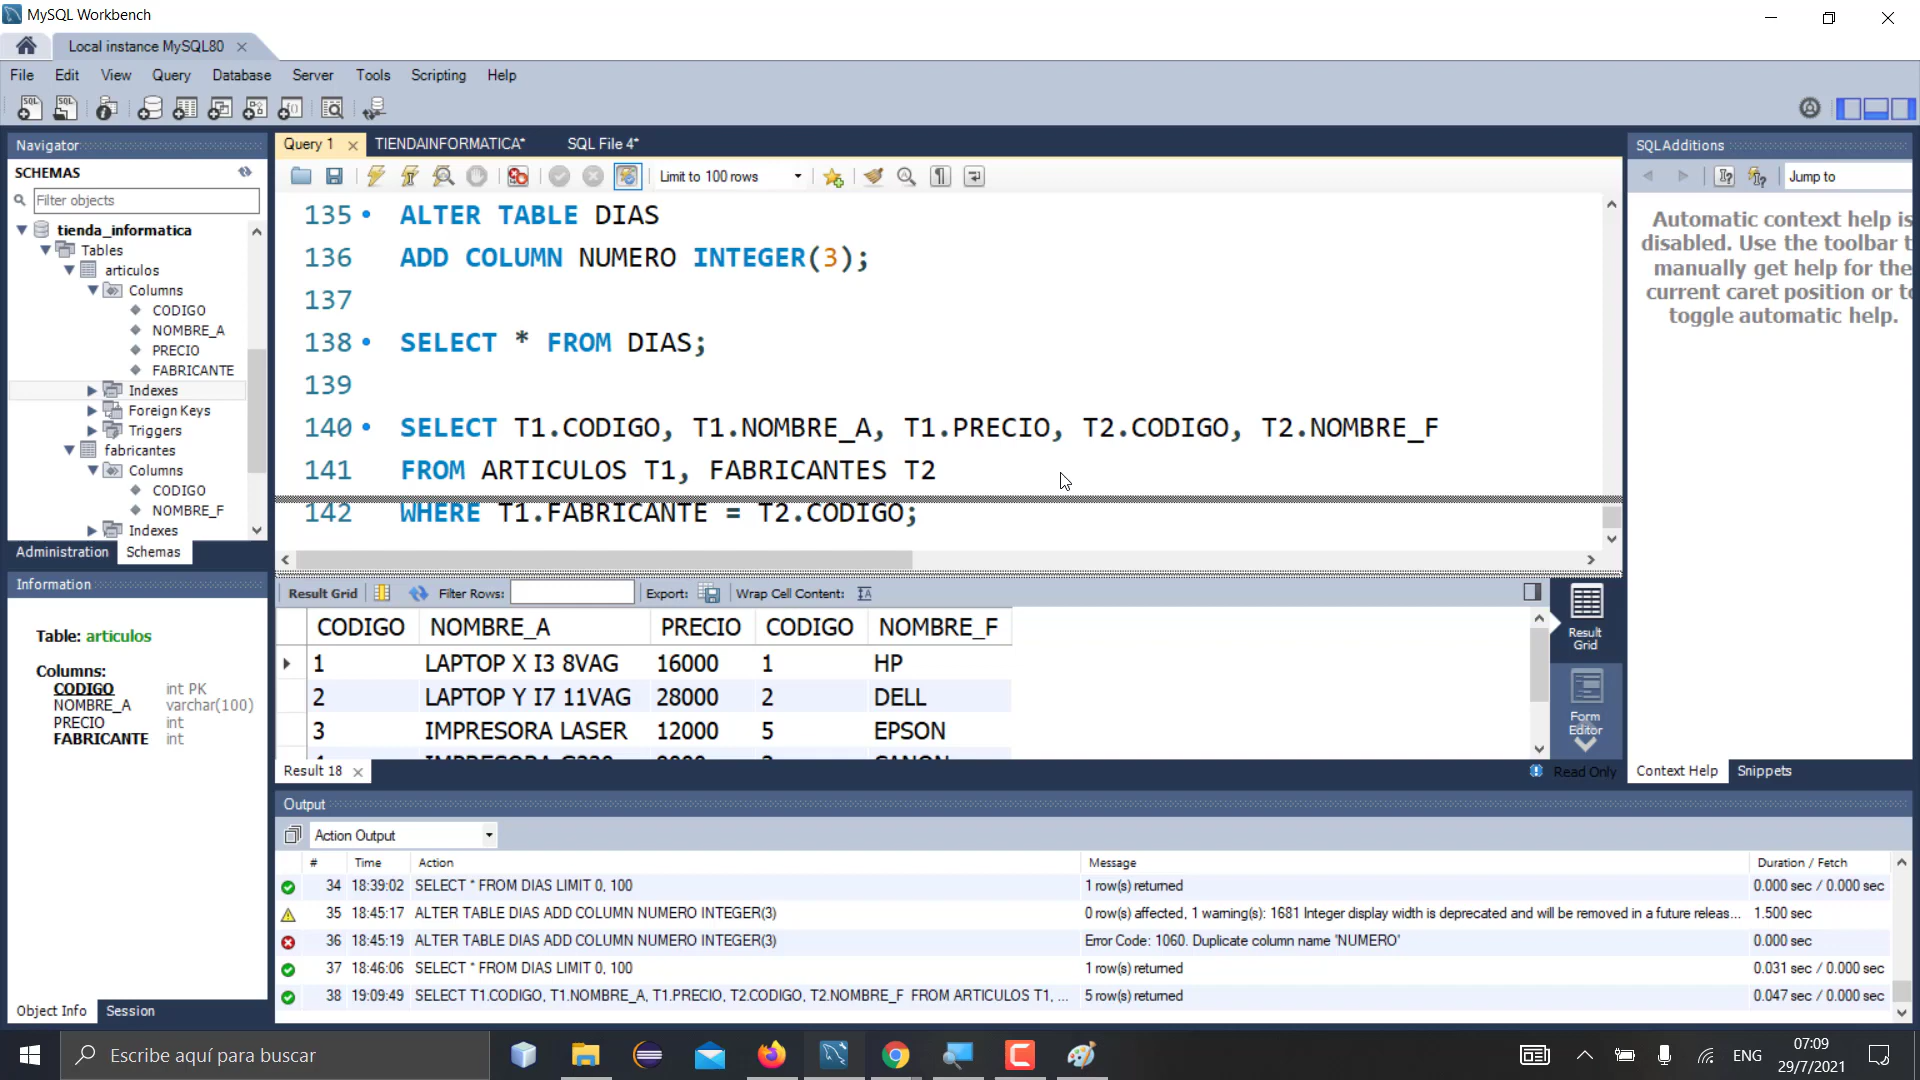 MySQL Workbench
Local instance MySQL80
File Edit View Query Database Server Tools Scripting Help
Navigator
SCHEMAS
Filter objects
tienda_informatica
Tables
articulos
Columns
CODIGO
NOMBRE_A
PRECIO
FABRICANTE
Indexes
Foreign Keys
Triggers
fabricantes
Columns
CODIGO
NOMBRE_F
Indexes
Administration Schemas
Information
Table: articulos
Columns:
CODIGO int PK
NOMBRE_A varchar(100)
PRECIO int
FABRICANTE int
Object Info Session
Query 1 TIENDAINFORMATICA* SQL File 4*
Limit to 100 rows
135 ALTER TABLE DIAS
136 ADD COLUMN NUMERO INTEGER(3);
137
138 SELECT * FROM DIAS;
139
140 SELECT T1.CODIGO, T1.NOMBRE_A, T1.PRECIO, T2.CODIGO, T2.NOMBRE_F
141 FROM ARTICULOS T1, FABRICANTES T2
142 WHERE T1.FABRICANTE = T2.CODIGO;
Result Grid Filter Rows: Export: Wrap Cell Content:
CODIGO NOMBRE_A PRECIO CODIGO NOMBRE_F
1 LAPTOP X I3 8VAG 16000 1 HP
2 LAPTOP Y I7 11VAG 28000 2 DELL
3 IMPRESORA LASER 12000 5 EPSON
Result Grid
Form Editor
Result 18
Read Only
SQLAdditions
Jump to
Automatic context help is
disabled. Use the toolbar t
manually get help for the
current caret position or to
toggle automatic help.
Context Help Snippets
Output
Action Output
# Time Action Message Duration / Fetch
34 18:39:02 SELECT * FROM DIAS LIMIT 0, 100 1 row(s) returned 0.000 sec / 0.000 sec
35 18:45:17 ALTER TABLE DIAS ADD COLUMN NUMERO INTEGER(3) 0 row(s) affected, 1 warning(s): 1681 Integer display width is deprecated and will be removed in a future releas... 1.500 sec
36 18:45:19 ALTER TABLE DIAS ADD COLUMN NUMERO INTEGER(3) Error Code: 1060. Duplicate column name 'NUMERO' 0.000 sec
37 18:46:06 SELECT * FROM DIAS LIMIT 0, 100 1 row(s) returned 0.031 sec / 0.000 sec
38 19:09:49 SELECT T1.CODIGO, T1.NOMBRE_A, T1.PRECIO, T2.CODIGO, T2.NOMBRE_F FROM ARTICULOS T1, ... 5 row(s) returned 0.047 sec / 0.000 sec
Escribe aquí para buscar
ENG
07:09
29/7/2021